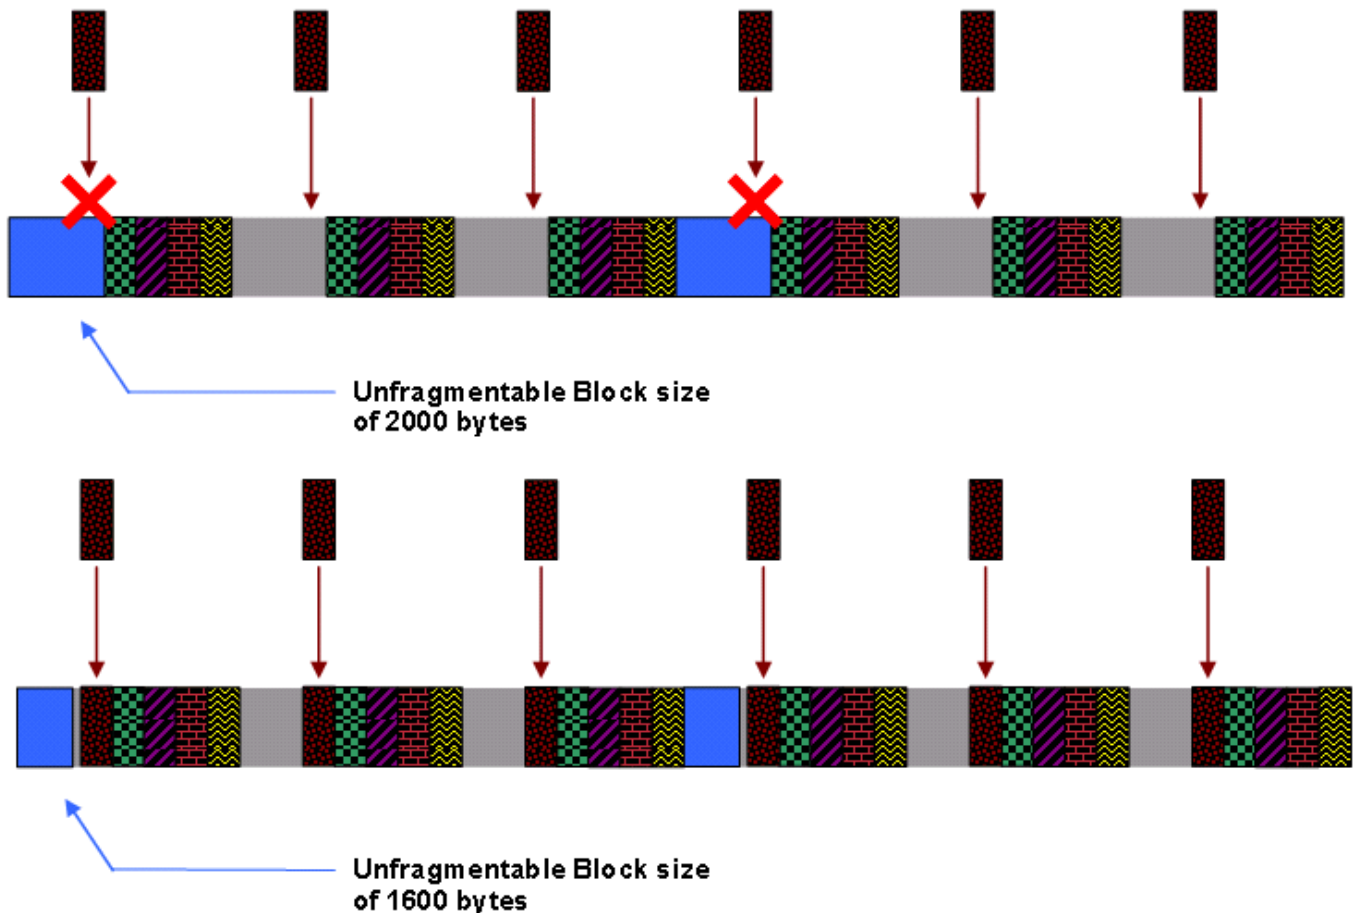 Unfragmentable Block size
of 2000 bytes
Unfragmentable Block size
of 1600 bytes